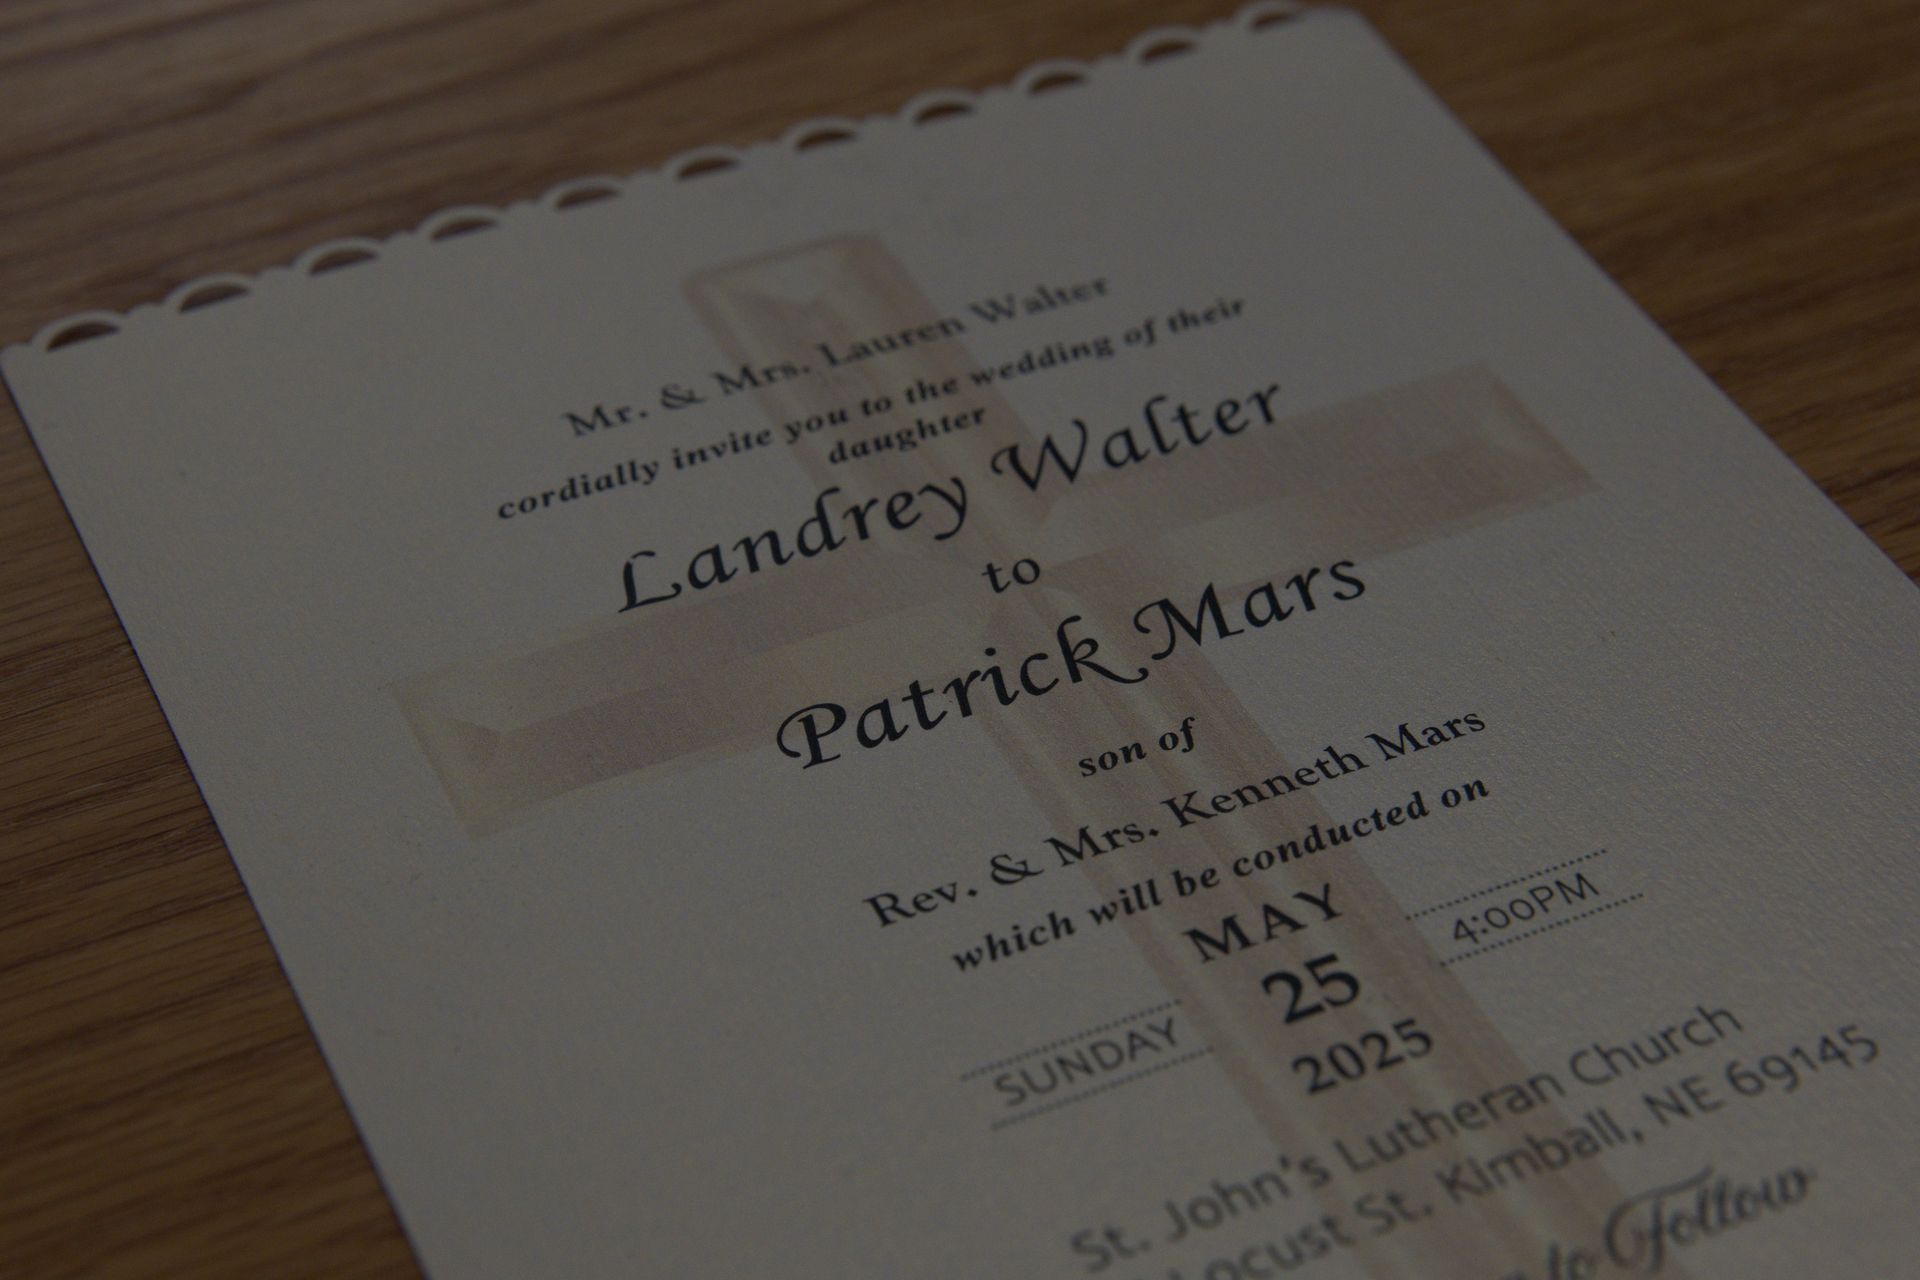 Mr. & Mrs. Lauren Walter
cordially invite you to the wedding of their
daughter
Landrey Walter
to
Patrick Mars
son of
Rev. & Mrs. Kenneth Mars
which will be conducted on
MAY
4:00PM
25
SUNDAY
2025
St. John's Lutheran Church
Locust St. Kimball, NE 69145
to Follow